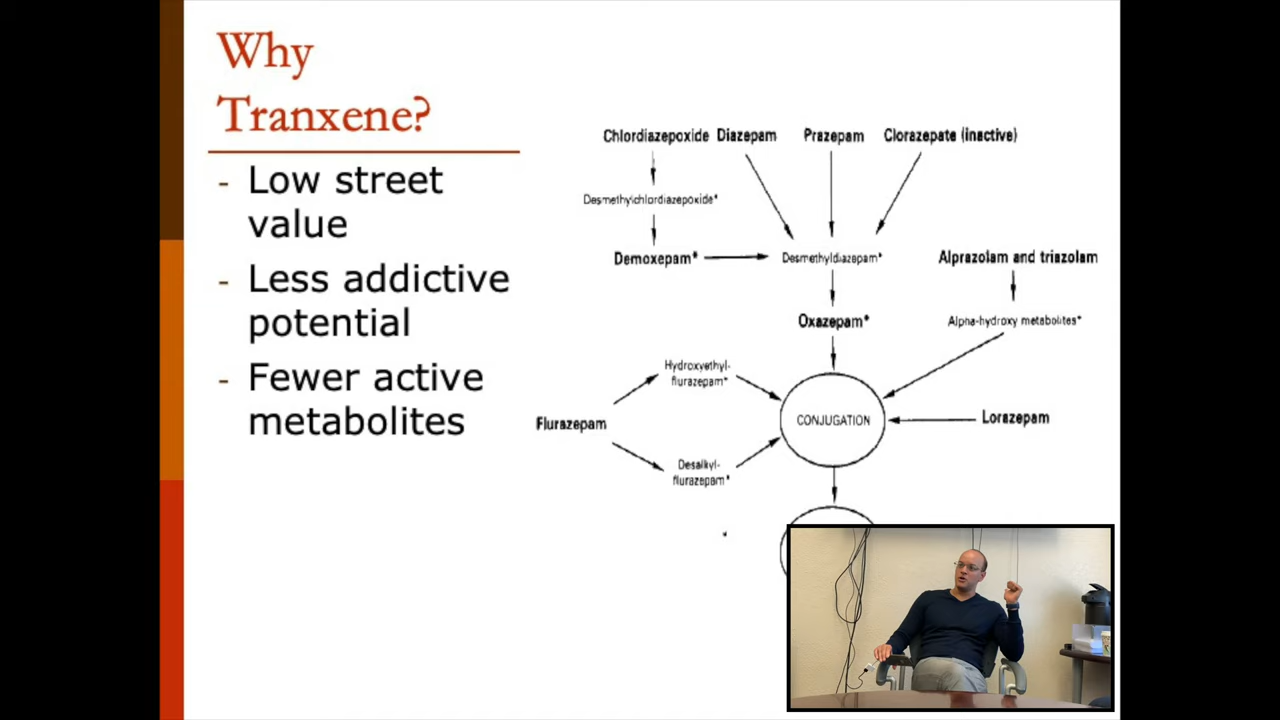 Why
Tranxene?
- Low street
value
- Less addictive
potential
- Fewer active
metabolites
Chlordiazepoxide Diazepam Prazepam Clorazepate (inactive)
Desmethylchlordiazepoxide*
Demoxepam* Desmethyldiazepam* Alprazolam and triazolam
Oxazepam* Alpha-hydroxy metabolites*
Hydroxyethyl-
flurazepam*
Flurazepam CONJUGATION Lorazepam
Desalkyl-
flurazepam*
*